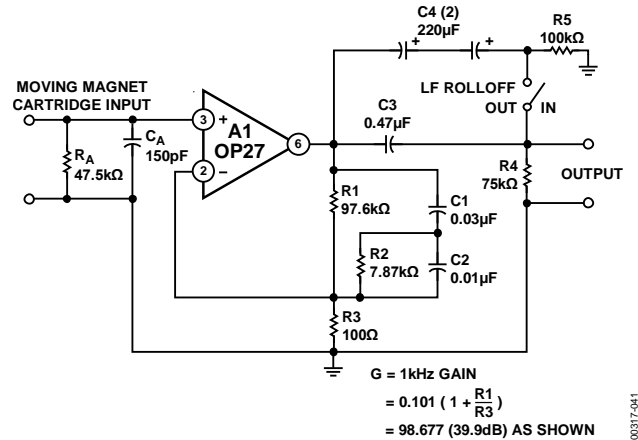 C4 (2)
220µF
+
+
R5
100kΩ
MOVING MAGNET
CARTRIDGE INPUT
LF ROLLOFF
OUT
IN
C3
0.47µF
3
+
A1
OP27
6
2
–
RA
47.5kΩ
CA
150pF
R4
75kΩ
OUTPUT
R1
97.6kΩ
C1
0.03µF
R2
7.87kΩ
C2
0.01µF
R3
100Ω
G = 1kHz GAIN
= 0.101 ( 1 + R1/R3 )
= 98.677 (39.9dB) AS SHOWN
00317-041